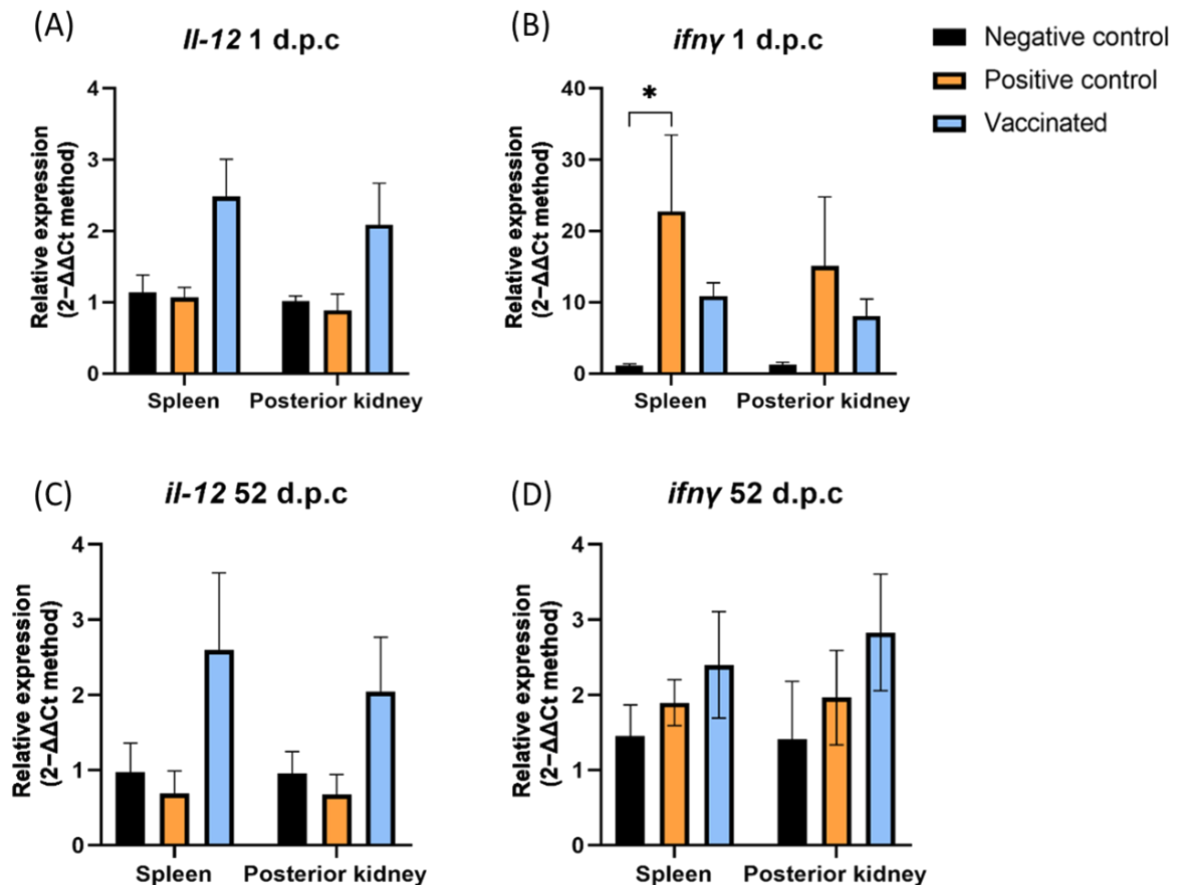 (A)
Il-12 1 d.p.c
Relative expression
(2−ΔΔCt method)
4
3
2
1
0
Spleen
Posterior kidney
(B)
ifnγ 1 d.p.c
Relative expression
(2−ΔΔCt method)
40
30
20
10
0
*
Spleen
Posterior kidney
Negative control
Positive control
Vaccinated
(C)
il-12 52 d.p.c
Relative expression
(2−ΔΔCt method)
4
3
2
1
0
Spleen
Posterior kidney
(D)
ifnγ 52 d.p.c
Relative expression
(2−ΔΔCt method)
4
3
2
1
0
Spleen
Posterior kidney